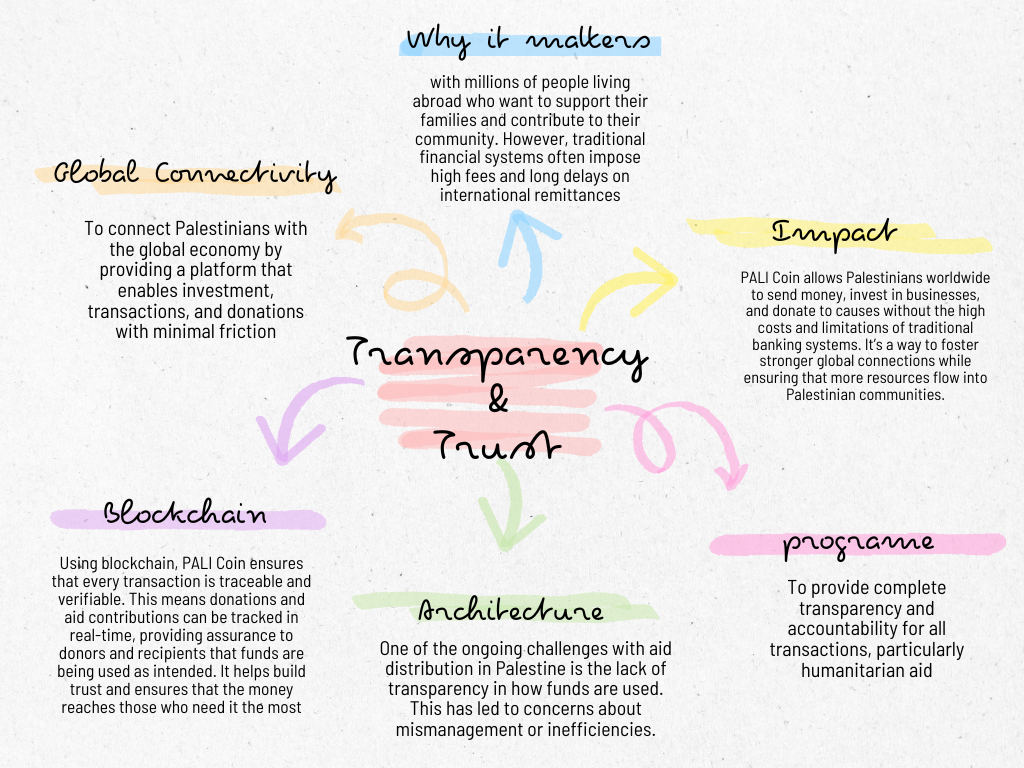 Why it matters
with millions of people living
abroad who want to support their
families and contribute to their
community. However, traditional
financial systems often impose
high fees and long delays on
international remittances
Global Connectivity
To connect Palestinians with
the global economy by
providing a platform that
enables investment,
transactions, and donations
with minimal friction
Impact
PALI Coin allows Palestinians worldwide
to send money, invest in businesses,
and donate to causes without the high
costs and limitations of traditional
banking systems. It's a way to foster
stronger global connections while
ensuring that more resources flow into
Palestinian communities.
Transparency
&
Trust
Blockchain
Using blockchain, PALI Coin ensures
that every transaction is traceable and
verifiable. This means donations and
aid contributions can be tracked in
real-time, providing assurance to
donors and recipients that funds are
being used as intended. It helps build
trust and ensures that the money
reaches those who need it the most
Architecture
One of the ongoing challenges with aid
distribution in Palestine is the lack of
transparency in how funds are used.
This has led to concerns about
mismanagement or inefficiencies.
programe
To provide complete
transparency and
accountability for all
transactions, particularly
humanitarian aid